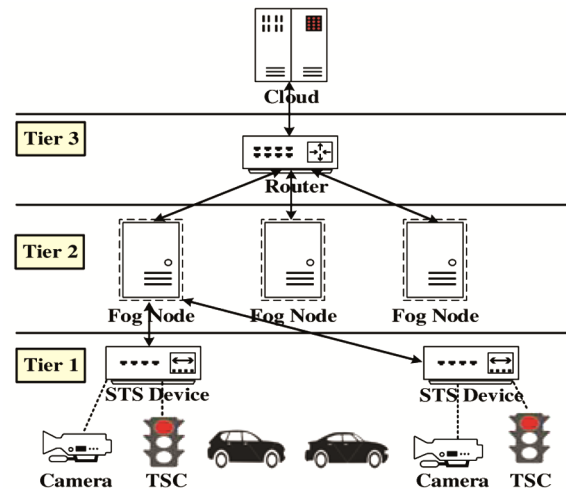 Cloud
Tier 3
Router
Tier 2
Fog Node Fog Node Fog Node
Tier 1
STS Device STS Device
Camera TSC Camera TSC